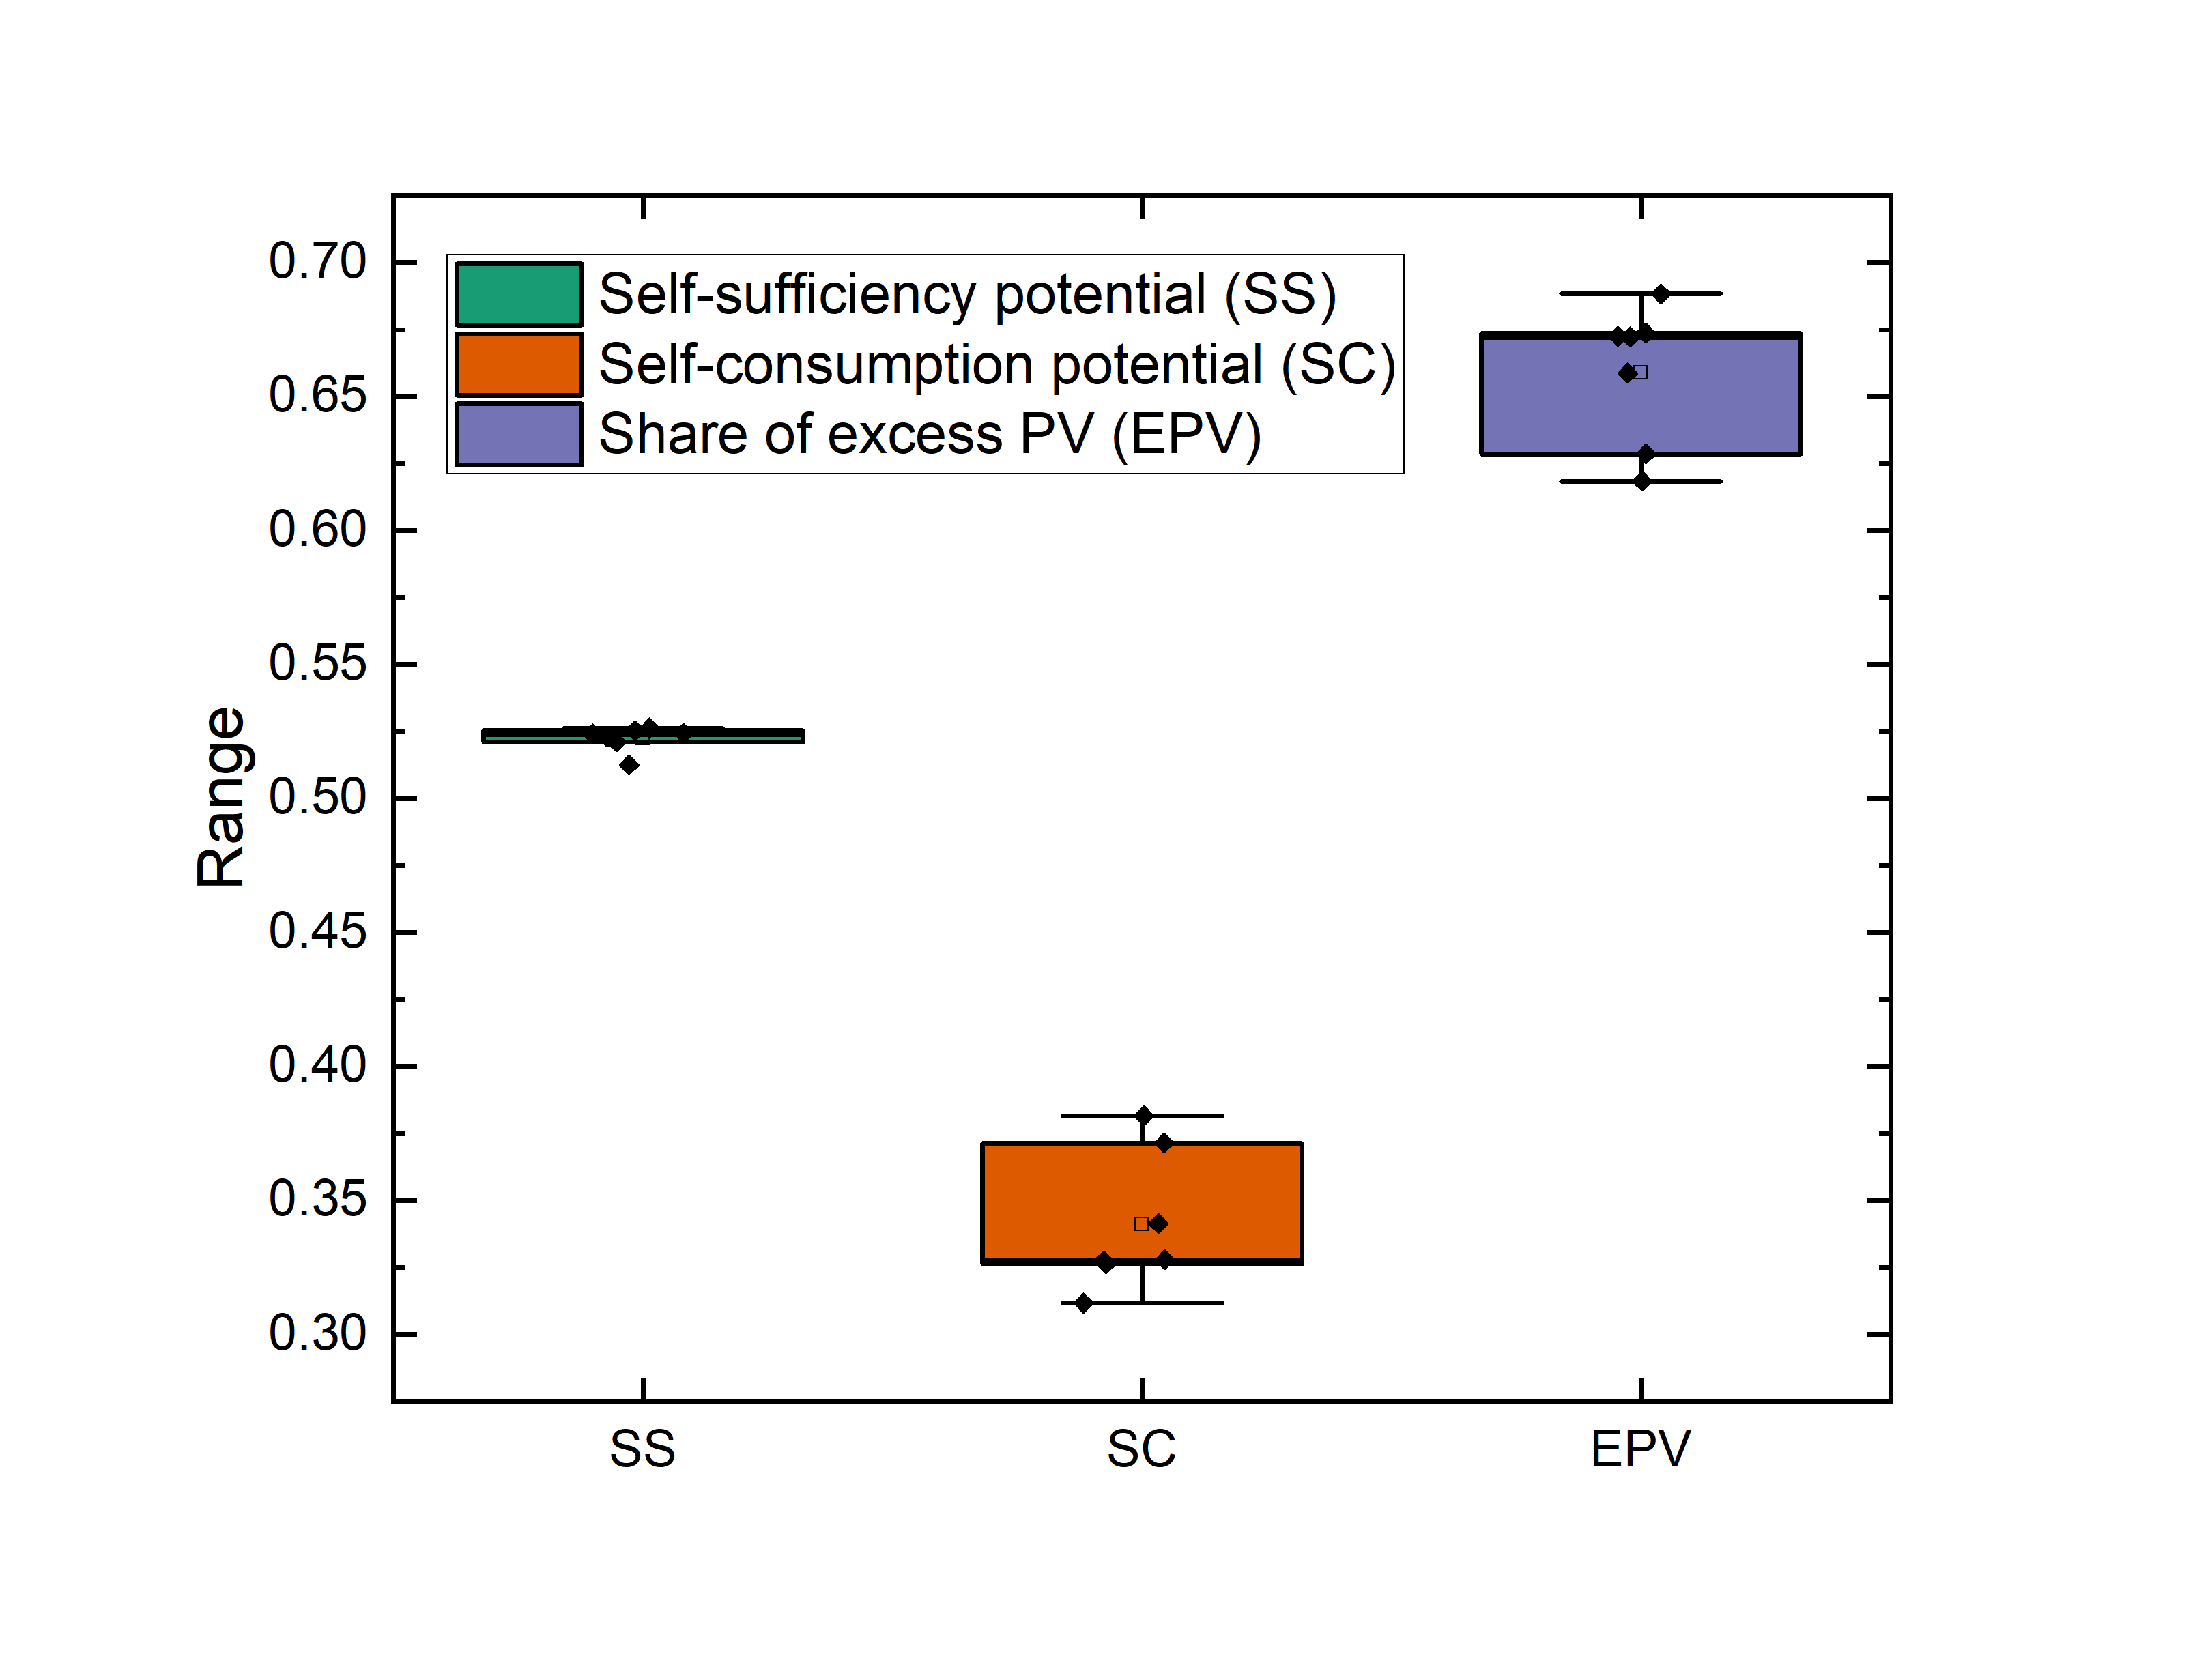 0.70
0.65
0.60
0.55
0.50
0.45
0.40
0.35
0.30
Range
Self-sufficiency potential (SS)
Self-consumption potential (SC)
Share of excess PV (EPV)
SS
SC
EPV